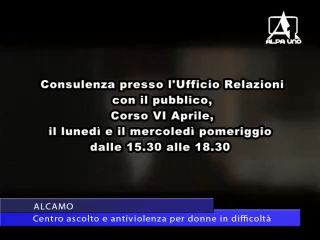 ALPA UNO
Consulenza presso l'Ufficio Relazioni
con il pubblico,
Corso VI Aprile,
il lunedì e il mercoledì pomeriggio
dalle 15.30 alle 18.30
ALCAMO
Centro ascolto e antiviolenza per donne in difficoltà